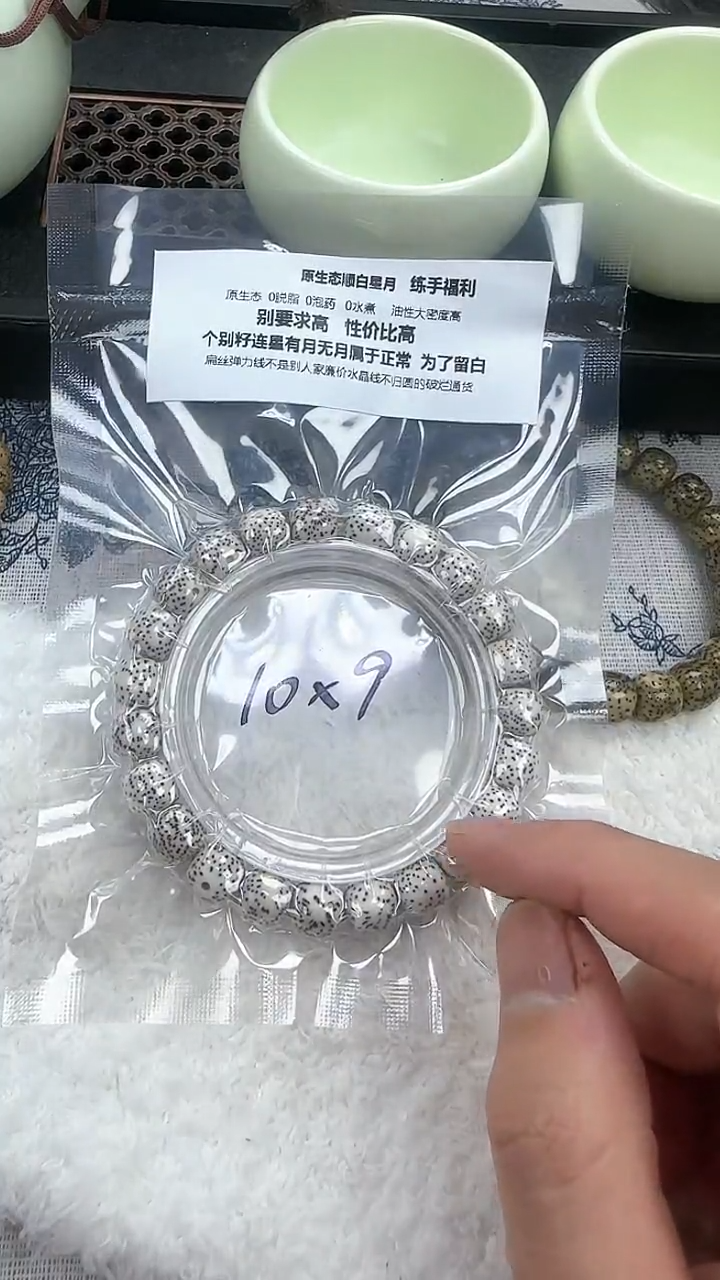 原生态顺白星月 练手福利
原生态 0脱脂 0泡药 0水煮 油性大密度高
别要求高 性价比高
个别籽连星有月无月属于正常 为了留白
扁丝弹力线不是别人家廉价水晶线不归圆的破烂通货
10x9